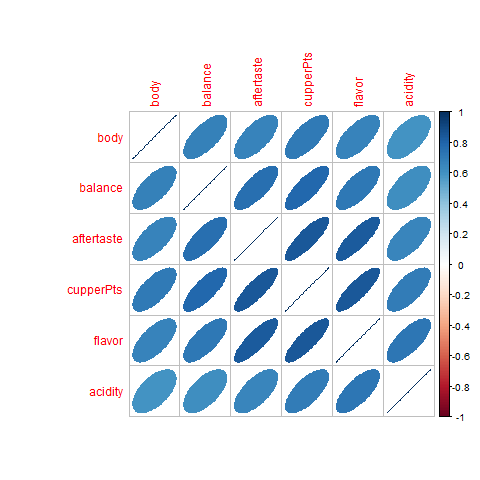 body
balance
aftertaste
cupperPts
flavor
acidity
body
balance
aftertaste
cupperPts
flavor
acidity
1
0.8
0.6
0.4
0.2
0
-0.2
-0.4
-0.6
-0.8
-1